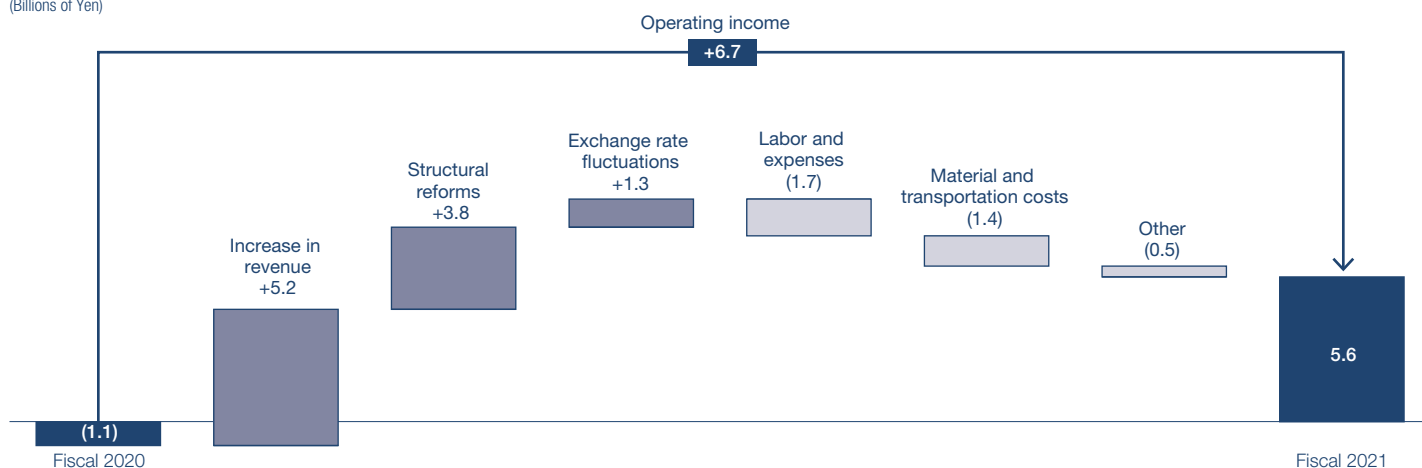 (Billions of Yen)
Operating income
+6.7
Increase in
revenue
+5.2
Structural
reforms
+3.8
Exchange rate
fluctuations
+1.3
Labor and
expenses
(1.7)
Material and
transportation costs
(1.4)
Other
(0.5)
5.6
(1.1)
Fiscal 2020
Fiscal 2021